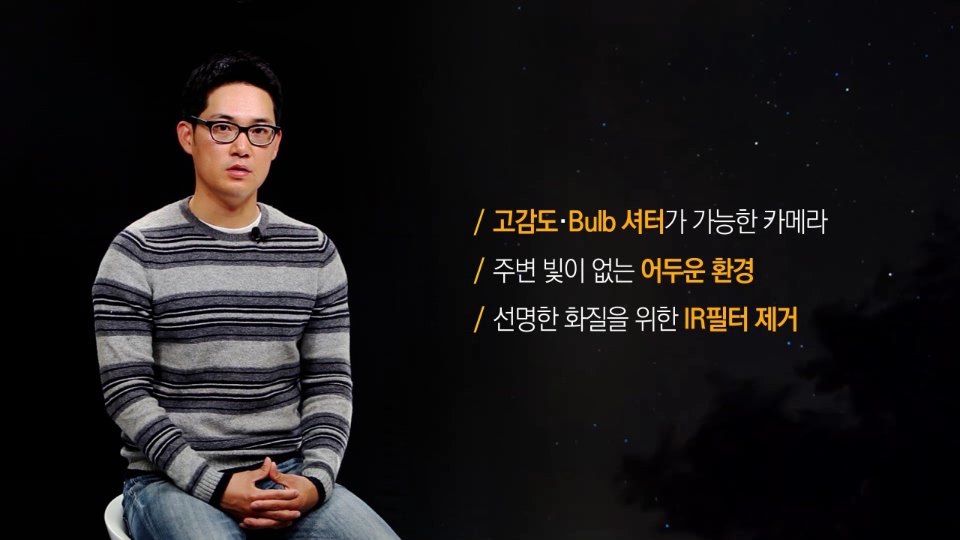 / 고감도·Bulb 셔터가 가능한 카메라
/ 주변 빛이 없는 어두운 환경
/ 선명한 화질을 위한 IR필터 제거